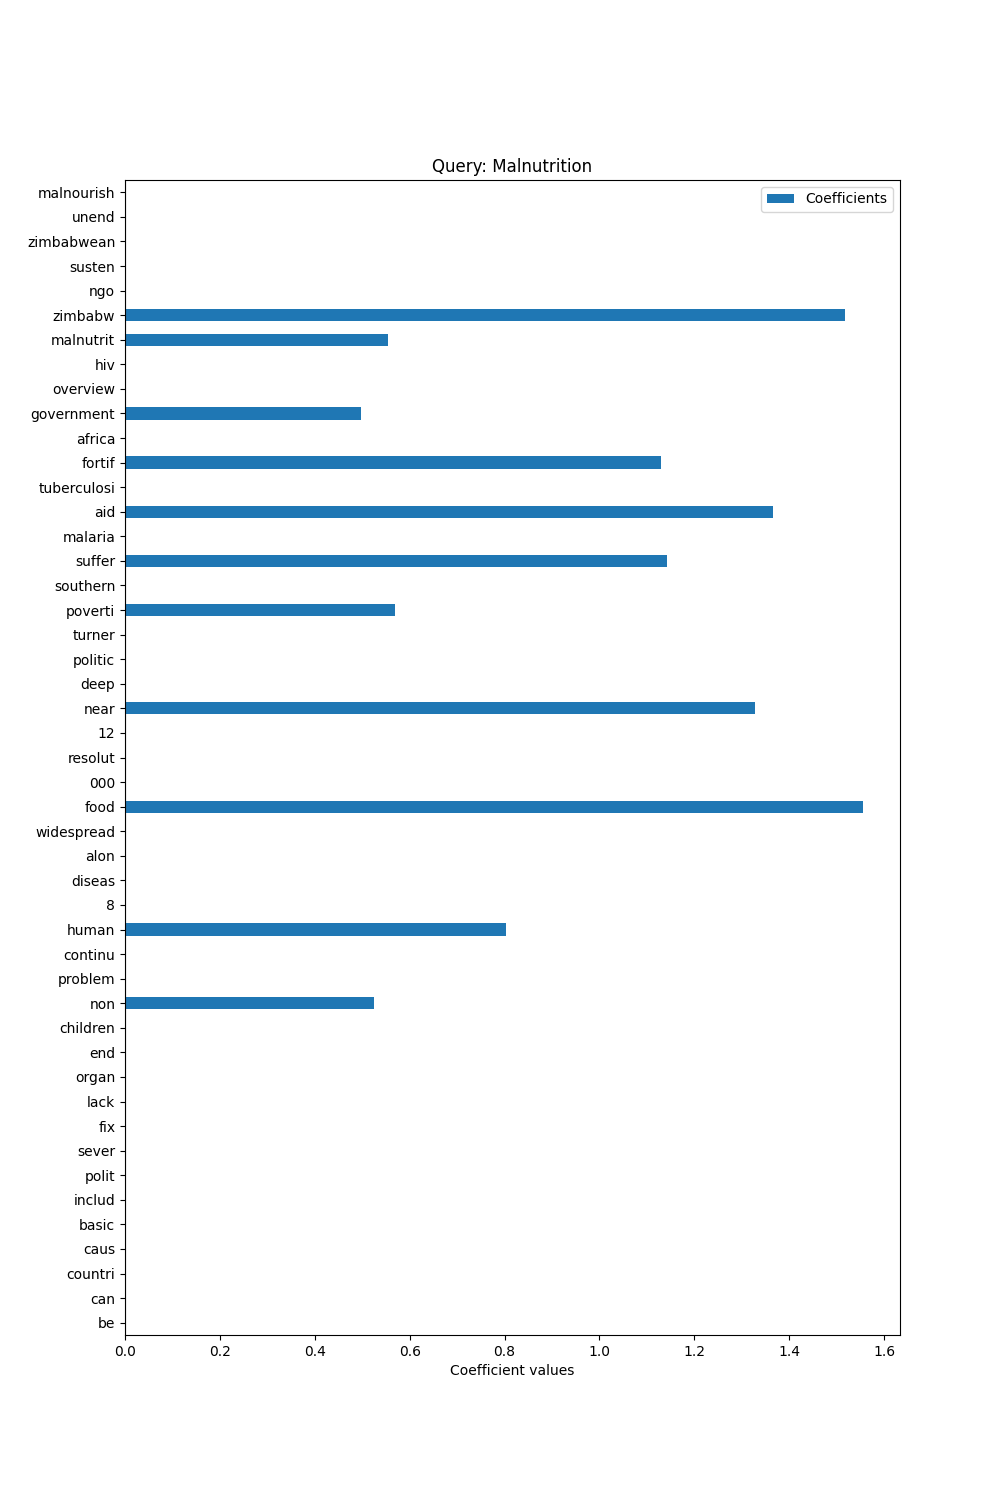 Query: Malnutrition
Coefficients
malnourish
unend
zimbabwean
susten
ngo
zimbabw
malnutrit
hiv
overview
government
africa
fortif
tuberculosi
aid
malaria
suffer
southern
poverti
turner
politic
deep
near
12
resolut
000
food
widespread
alon
diseas
8
human
continu
problem
non
children
end
organ
lack
fix
sever
polit
includ
basic
caus
countri
can
be
0.0 0.2 0.4 0.6 0.8 1.0 1.2 1.4 1.6
Coefficient values